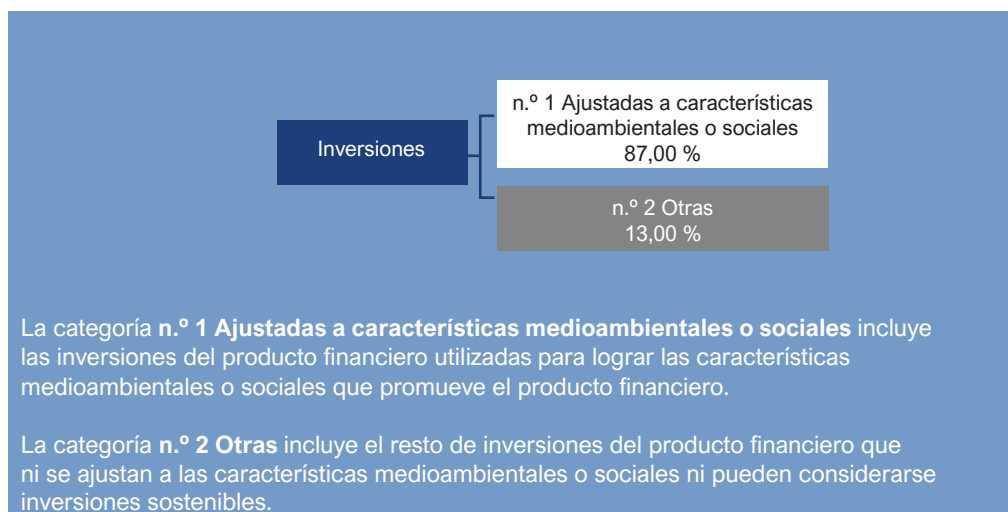 Inversiones
n.º 1 Ajustadas a características
medioambientales o sociales
87,00 %
n.º 2 Otras
13,00 %
La categoría n.º 1 Ajustadas a características medioambientales o sociales incluye
las inversiones del producto financiero utilizadas para lograr las características
medioambientales o sociales que promueve el producto financiero.
La categoría n.º 2 Otras incluye el resto de inversiones del producto financiero que
ni se ajustan a las características medioambientales o sociales ni pueden considerarse
inversiones sostenibles.